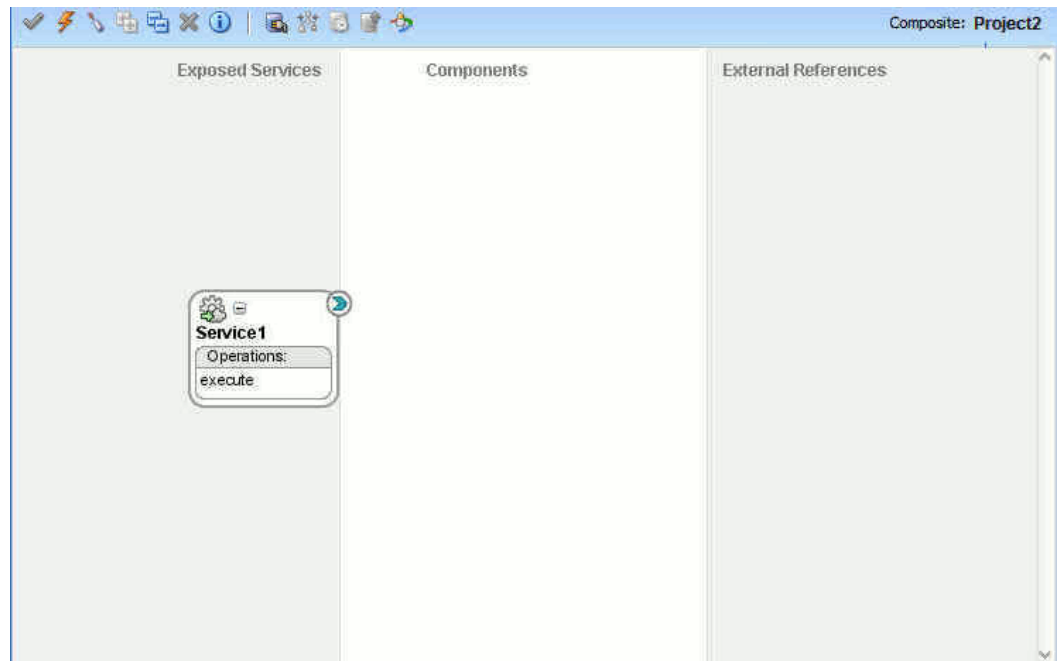 Composite: Project2
Exposed Services
Components
External References
Service1
Operations:
execute